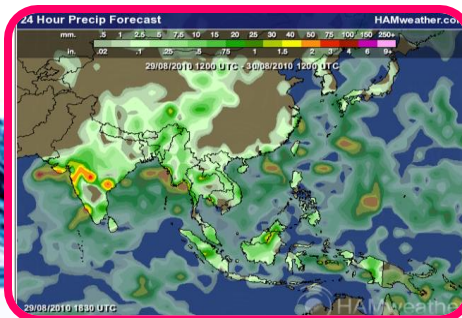 24 Hour Precip Forecast HAMweather.com
mm. .5 1 2.5 5 7.5 10 15 20 25 30 40 50 75 100 150 250+
in. .02 .1 .25 .5 .75 1 1.5 2 3 4 6 9+
29/08/2010 1200 UTC - 30/08/2010 1200 UTC
29/08/2010 1830 UTC HAMweather